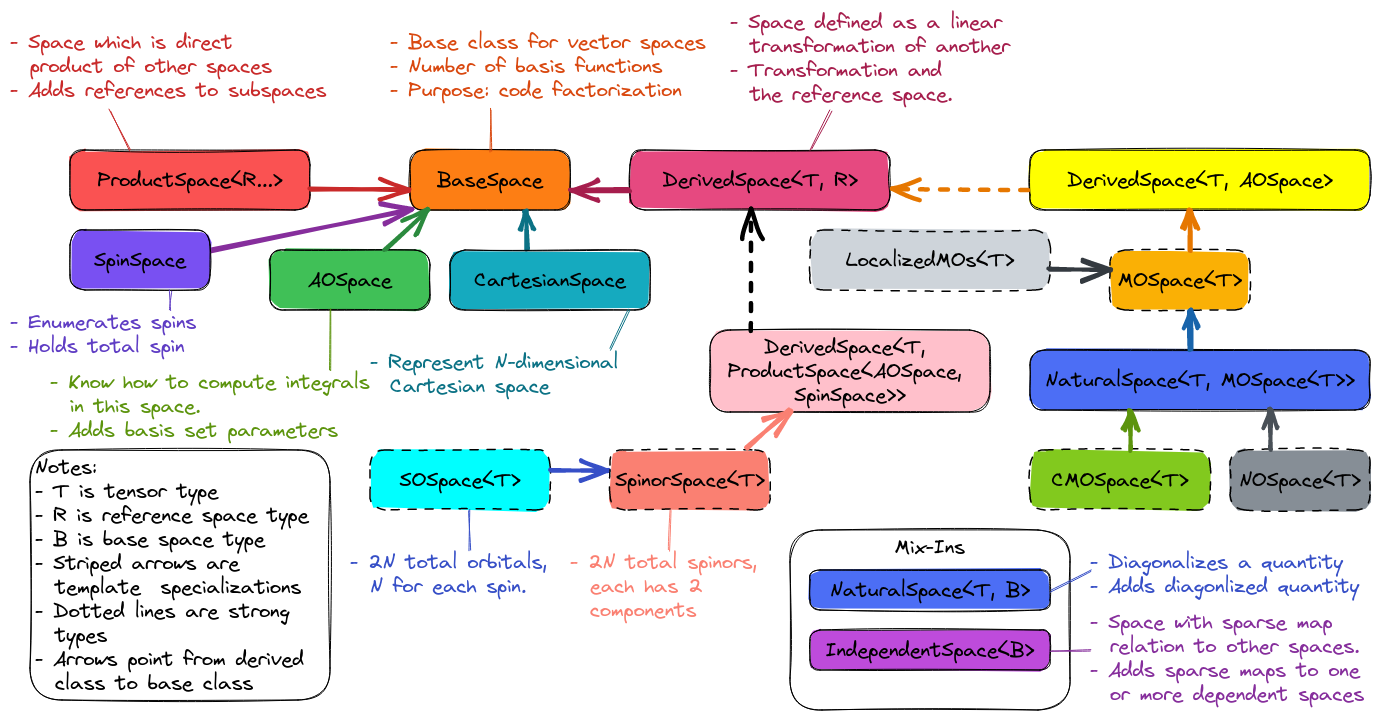 - Space which is direct
product of other spaces
- Adds references to subspaces
- Base class for vector spaces
- Number of basis functions
- Purpose: code factorization
- Space defined as a linear
transformation of another
- Transformation and
the reference space.
ProductSpace<R...>
BaseSpace
DerivedSpace<T, R>
DerivedSpace<T, AOSpace>
SpinSpace
AOSpace
CartesianSpace
LocalizedMOs<T>
MOSpace<T>
- Enumerates spins
- Holds total spin
- Know how to compute integrals
in this space.
- Adds basis set parameters
- Represent N-dimensional
Cartesian space
DerivedSpace<T,
ProductSpace<AOSpace,
SpinSpace>>
NaturalSpace<T, MOSpace<T>>
Notes:
- T is tensor type
- R is reference space type
- B is base space type
- Striped arrows are
template specializations
- Dotted lines are strong
types
- Arrows point from derived
class to base class
SOSpace<T>
SpinorSpace<T>
CMOSpace<T>
NOSpace<T>
- 2N total orbitals,
N for each spin.
- 2N total spinors,
each has 2
components
Mix-Ins
NaturalSpace<T, B>
IndependentSpace<B>
- Diagonalizes a quantity
- Adds diagonlized quantity
- Space with sparse map
relation to other spaces.
- Adds sparse maps to one
or more dependent spaces